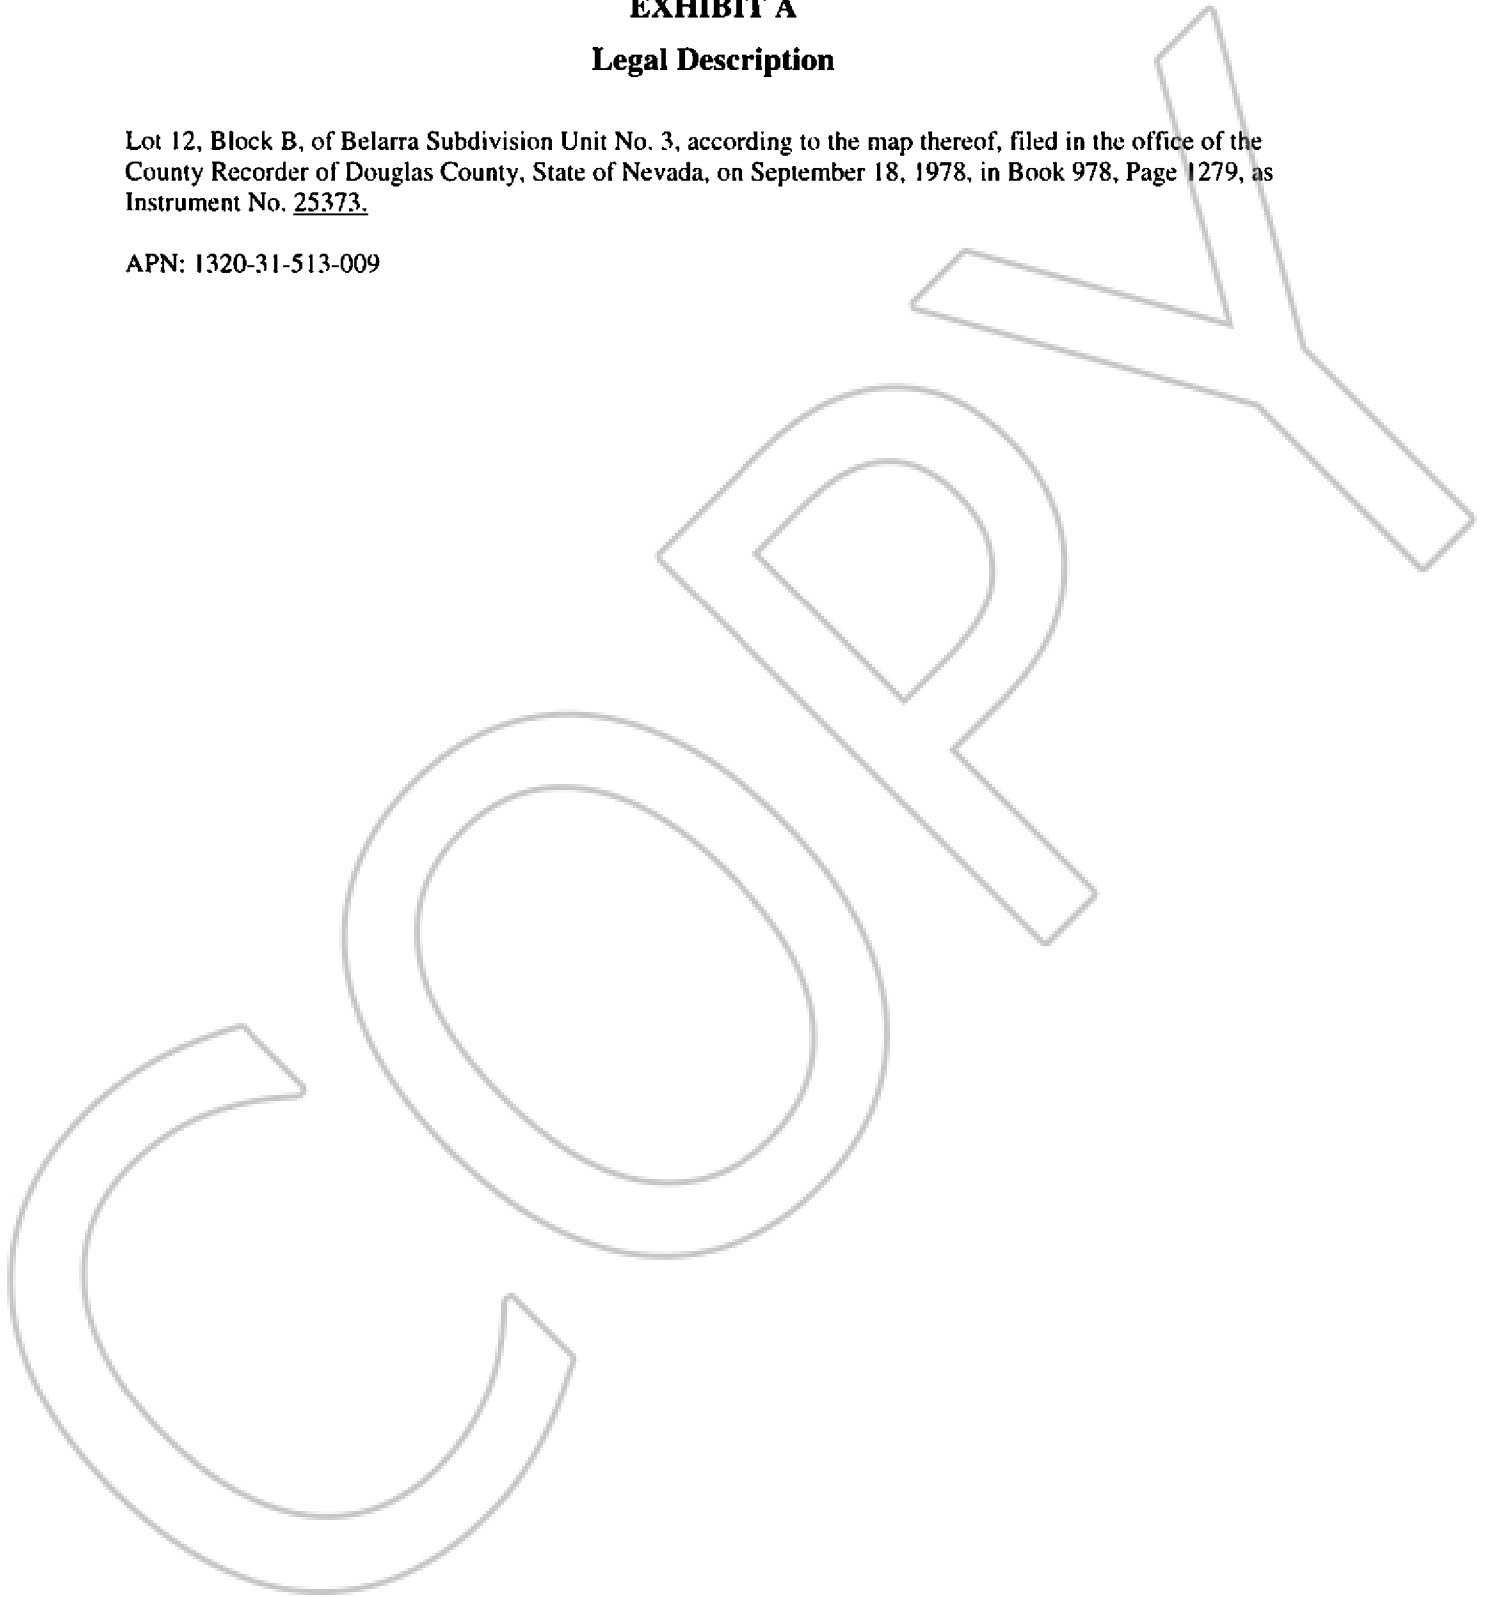 EXHIBIT A
Legal Description
Lot 12, Block B, of Belarra Subdivision Unit No. 3, according to the map thereof, filed in the office of the
County Recorder of Douglas County, State of Nevada, on September 18, 1978, in Book 978, Page 1279, as
Instrument No. 25373.
APN: 1320-31-513-009
COPY